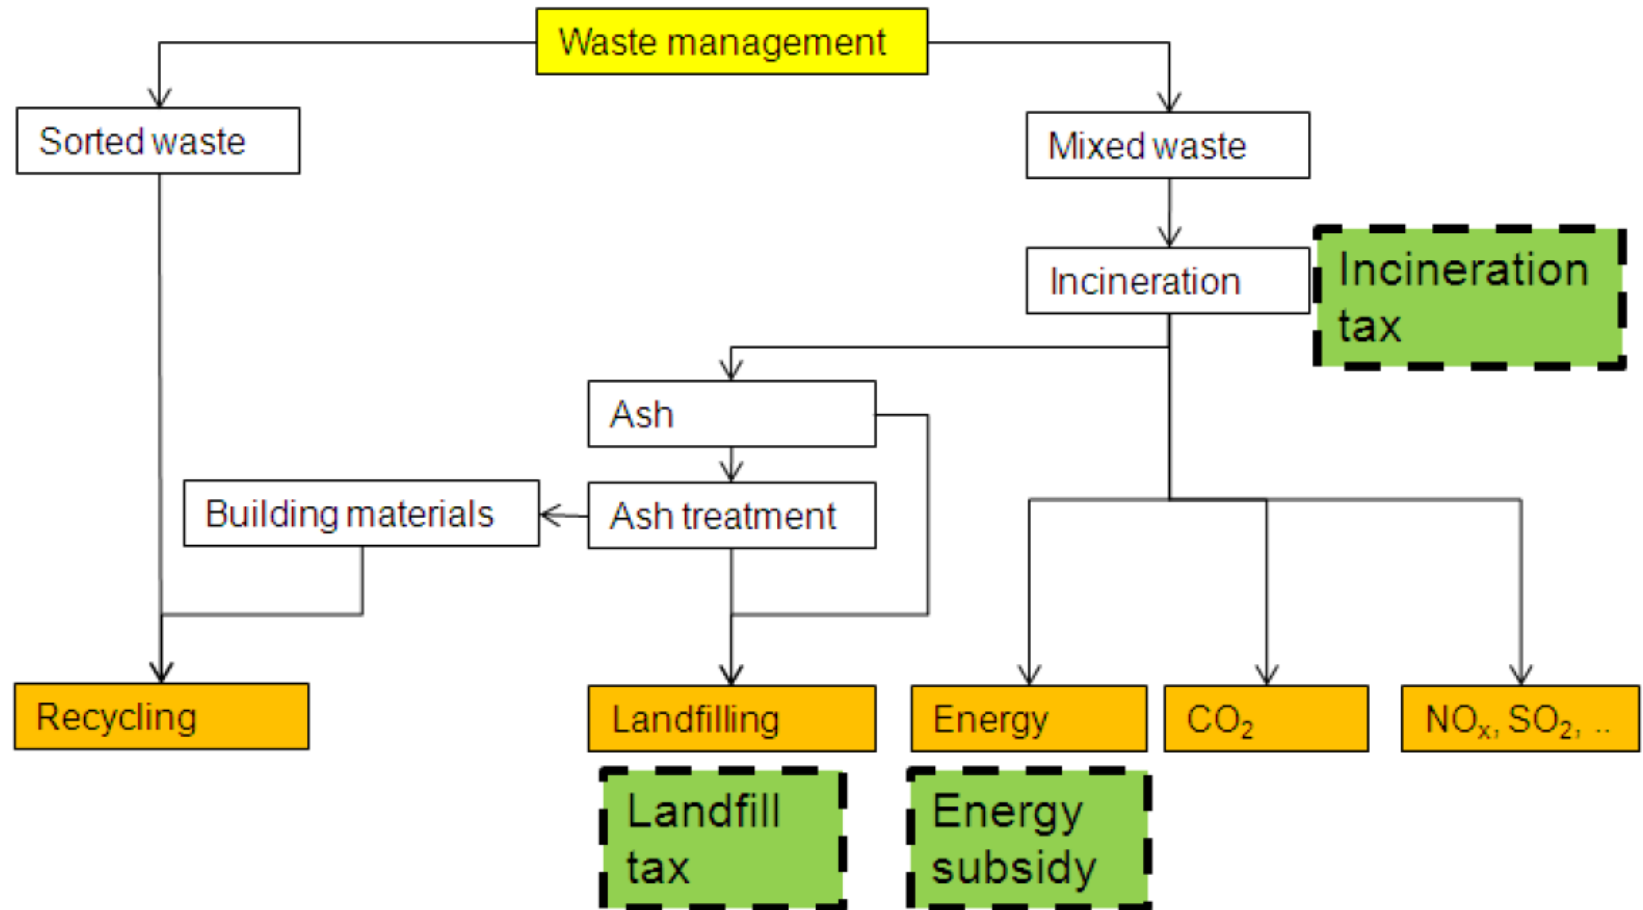 Waste management
Sorted waste
Mixed waste
Incineration
Incineration
tax
Ash
Building materials
Ash treatment
Recycling
Landfilling
Energy
CO₂
NOₓ, SO₂, ..
Landfill
tax
Energy
subsidy